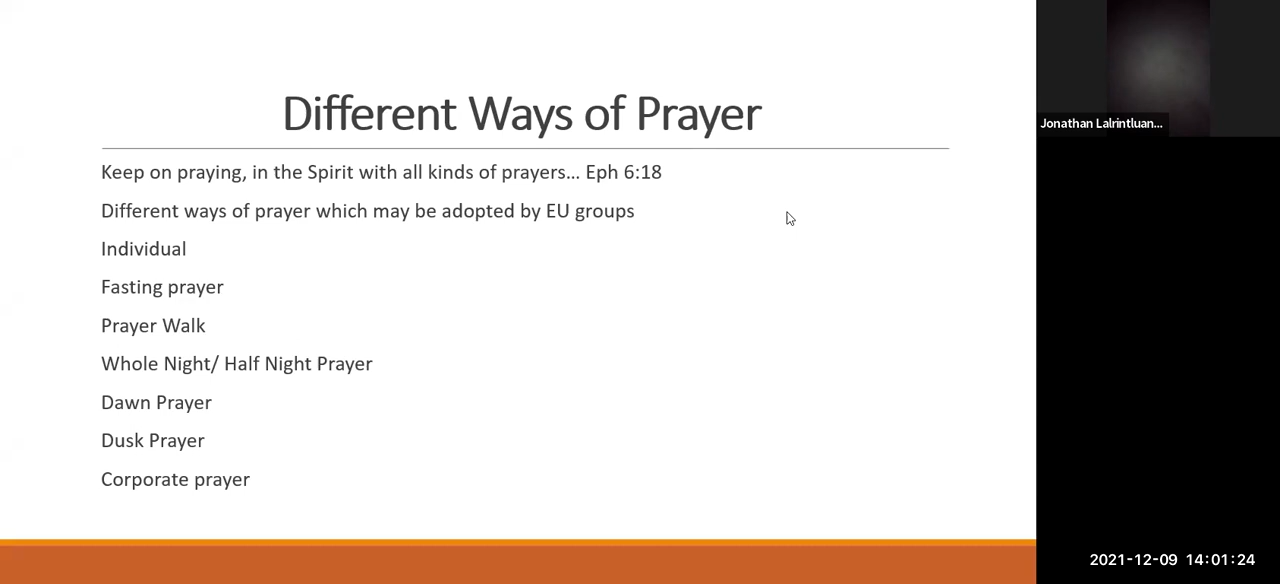 Different Ways of Prayer
Keep on praying, in the Spirit with all kinds of prayers... Eph 6:18
Different ways of prayer which may be adopted by EU groups
Individual
Fasting prayer
Prayer Walk
Whole Night/ Half Night Prayer
Dawn Prayer
Dusk Prayer
Corporate prayer
Jonathan Lalrintluan...
2021-12-09 14:01:24